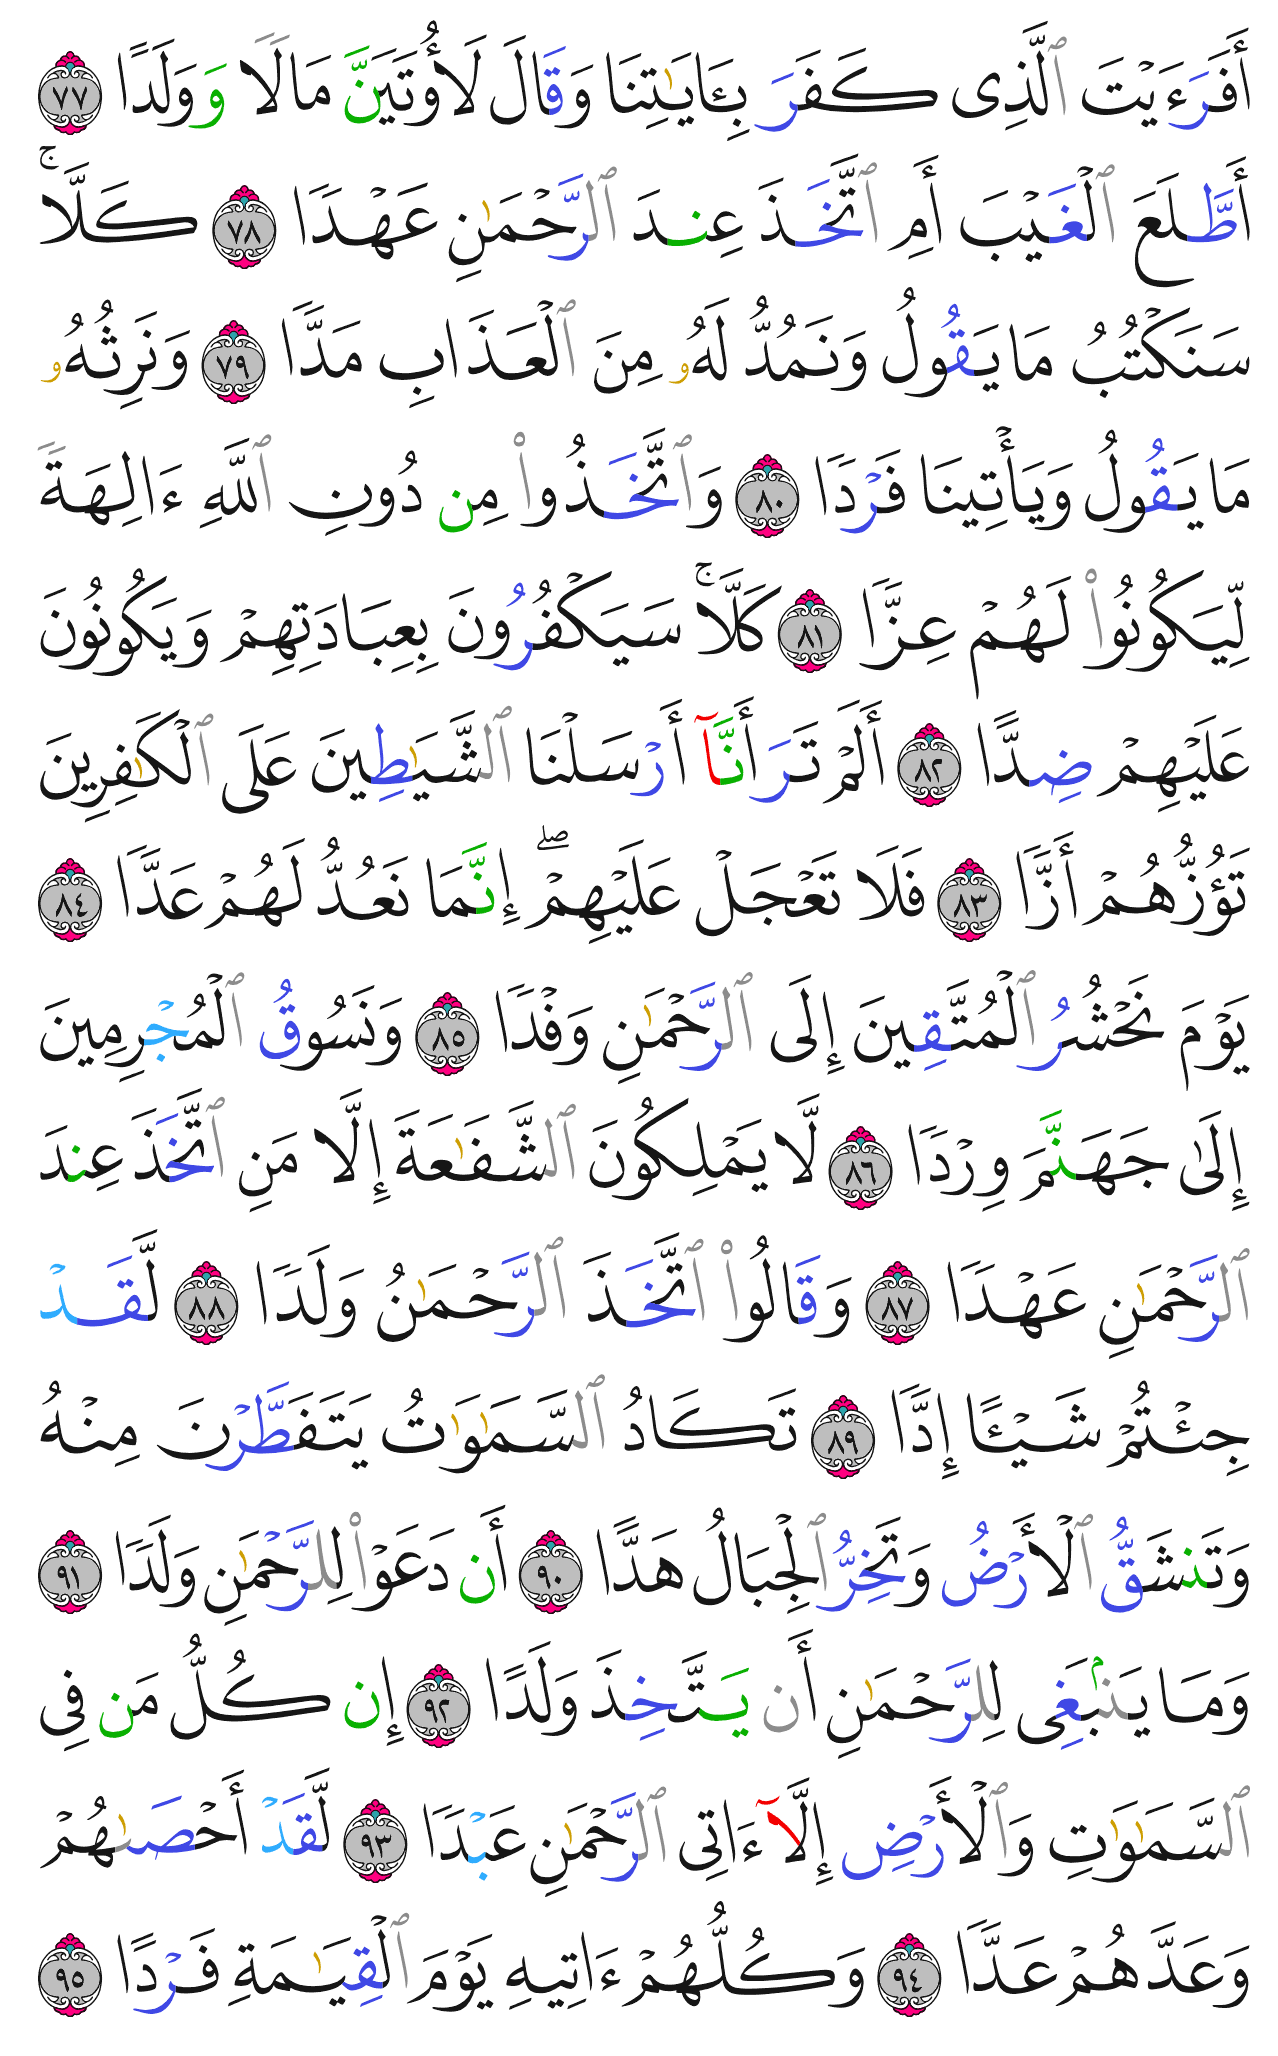 أَفَرَءَيْتَ ٱلَّذِى كَفَرَ بِـَٔايَـٰتِنَا وَقَالَ لَأُوتَيَنَّ مَالًا وَوَلَدًا ٧٧
أَطَّلَعَ ٱلْغَيْبَ أَمِ ٱتَّخَذَ عِندَ ٱلرَّحْمَـٰنِ عَهْدًا ٧٨ كَلَّا ۚ
سَنَكْتُبُ مَا يَقُولُ وَنَمُدُّ لَهُۥ مِنَ ٱلْعَذَابِ مَدًّا ٧٩ وَنَرِثُهُۥ
مَا يَقُولُ وَيَأْتِينَا فَرْدًا ٨٠ وَٱتَّخَذُوا۟ مِن دُونِ ٱللَّهِ ءَالِهَةً
لِّيَكُونُوا۟ لَهُمْ عِزًّا ٨١ كَلَّا ۚ سَيَكْفُرُونَ بِعِبَادَتِهِمْ وَيَكُونُونَ
عَلَيْهِمْ ضِدًّا ٨٢ أَلَمْ تَرَ أَنَّآ أَرْسَلْنَا ٱلشَّيَـٰطِينَ عَلَى ٱلْكَـٰفِرِينَ
تَؤُزُّهُمْ أَزًّا ٨٣ فَلَا تَعْجَلْ عَلَيْهِمْ ۖ إِنَّمَا نَعُدُّ لَهُمْ عَدًّا ٨٤
يَوْمَ نَحْشُرُ ٱلْمُتَّقِينَ إِلَى ٱلرَّحْمَـٰنِ وَفْدًا ٨٥ وَنَسُوقُ ٱلْمُجْرِمِينَ
إِلَىٰ جَهَنَّمَ وِرْدًا ٨٦ لَّا يَمْلِكُونَ ٱلشَّفَـٰعَةَ إِلَّا مَنِ ٱتَّخَذَ عِندَ
ٱلرَّحْمَـٰنِ عَهْدًا ٨٧ وَقَالُوا۟ ٱتَّخَذَ ٱلرَّحْمَـٰنُ وَلَدًا ٨٨ لَّقَدْ
جِئْتُمْ شَيْـًٔا إِدًّا ٨٩ تَكَادُ ٱلسَّمَـٰوَٰتُ يَتَفَطَّرْنَ مِنْهُ
وَتَنشَقُّ ٱلْأَرْضُ وَتَخِرُّ ٱلْجِبَالُ هَدًّا ٩٠ أَن دَعَوْا۟ لِلرَّحْمَـٰنِ وَلَدًا ٩١
وَمَا يَنۢبَغِى لِلرَّحْمَـٰنِ أَن يَتَّخِذَ وَلَدًا ٩٢ إِن كُلُّ مَن فِى
ٱلسَّمَـٰوَٰتِ وَٱلْأَرْضِ إِلَّآ ءَاتِى ٱلرَّحْمَـٰنِ عَبْدًا ٩٣ لَّقَدْ أَحْصَىٰهُمْ
وَعَدَّهُمْ عَدًّا ٩٤ وَكُلُّهُمْ ءَاتِيهِ يَوْمَ ٱلْقِيَـٰمَةِ فَرْدًا ٩٥